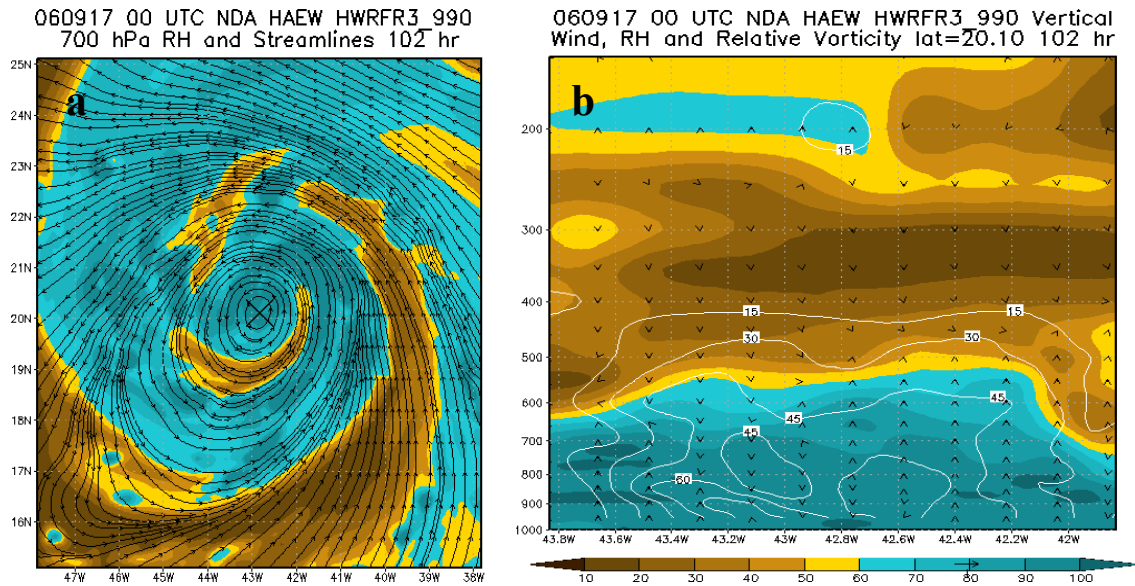 060917 00 UTC NDA HAEW HWRFR3_990
700 hPa RH and Streamlines 102 hr
a
25N
24N
23N
22N
21N
20N
19N
18N
17N
16N
47W 46W 45W 44W 43W 42W 41W 40W 39W 38W
060917 00 UTC NDA HAEW HWRFR3_990 Vertical
Wind, RH and Relative Vorticity lat=20.10 102 hr
b
200
300
400
500
600
700
800
900
1000
15
15
15
30
30
45
45
45
60
43.8W 43.6W 43.4W 43.2W 43W 42.8W 42.6W 42.4W 42.2W 42W
10 20 30 40 50 60 70 80 90 100